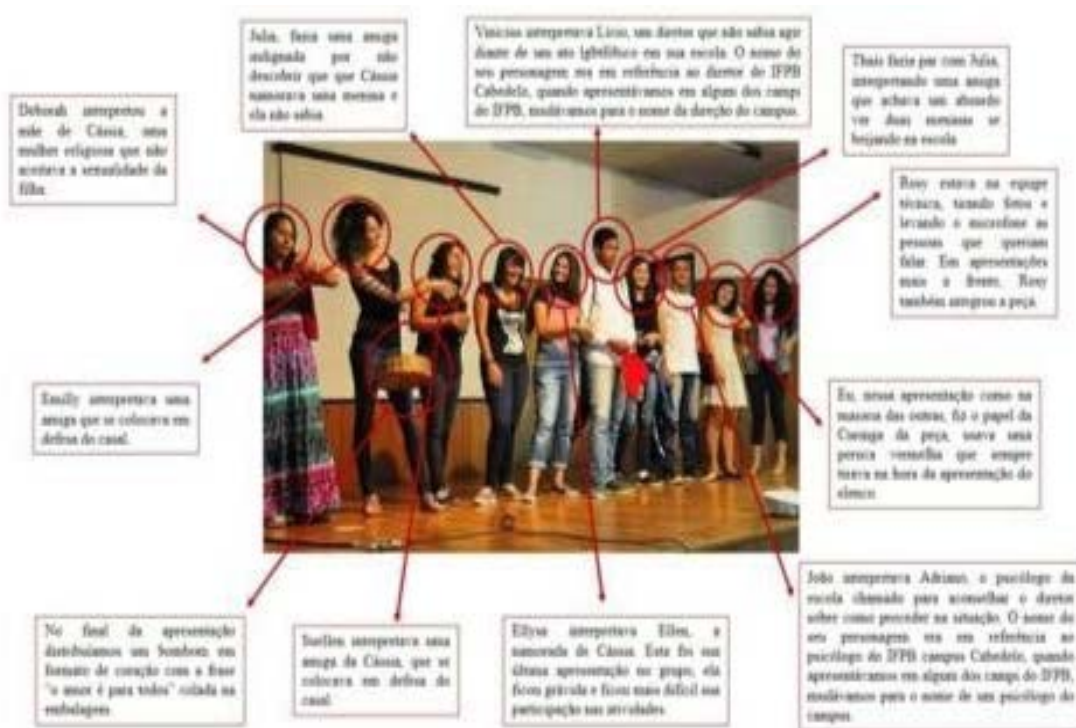 Julia, fazia uma amiga
indignada por não
descobrir que que Cássia
namorava uma menina e
ela não sabia.
Vinicius interpretava Lício, um diretor que não sabia agir
diante de um ato lgbtfóbico em sua escola. O nome do
seu personagem era em referência ao diretor do IFPB
Cabedelo, quando apresentávamos em algum dos campi
do IFPB, mudávamos para o nome da direção do campus.
Thais fazia par com Julia,
interpretando uma amiga
que achava um absurdo
ver duas meninas se
beijando na escola.
Deborah interpretou a
mãe de Cássia, uma
mulher religiosa que não
aceitava a sexualidade da
filha.
Rosy estava na equipe
técnica, tirando fotos e
levando o microfone as
pessoas que queriam
falar. Em apresentações
mais a frente, Rosy
também integrou a peça.
Emilly interpretava uma
amiga que se colocava em
defesa do casal.
Eu, nessa apresentação como na
maioria das outras, fiz o papel da
Coringa da peça, usava uma
peruca vermelha que sempre
tirava na hora da apresentação do
elenco.
No final da apresentação
distribuíamos um bombom em
formato de coração com a frase
"o amor é para todos" colada na
embalagem.
Suellen interpretava uma
amiga da Cássia, que se
colocava em defesa do
casal.
Ellysa interpretava Ellen, a
namorada de Cássia. Esta foi sua
última apresentação no grupo, ela
ficou grávida e ficou mais difícil sua
participação nas atividades.
João interpretava Adriano, o psicólogo da
escola chamado para aconselhar o diretor
sobre como proceder na situação. O nome do
seu personagem era em referência ao
psicólogo do IFPB campus Cabedelo, quando
apresentávamos em algum dos campi do IFPB,
mudávamos para o nome de um psicólogo do
campus.